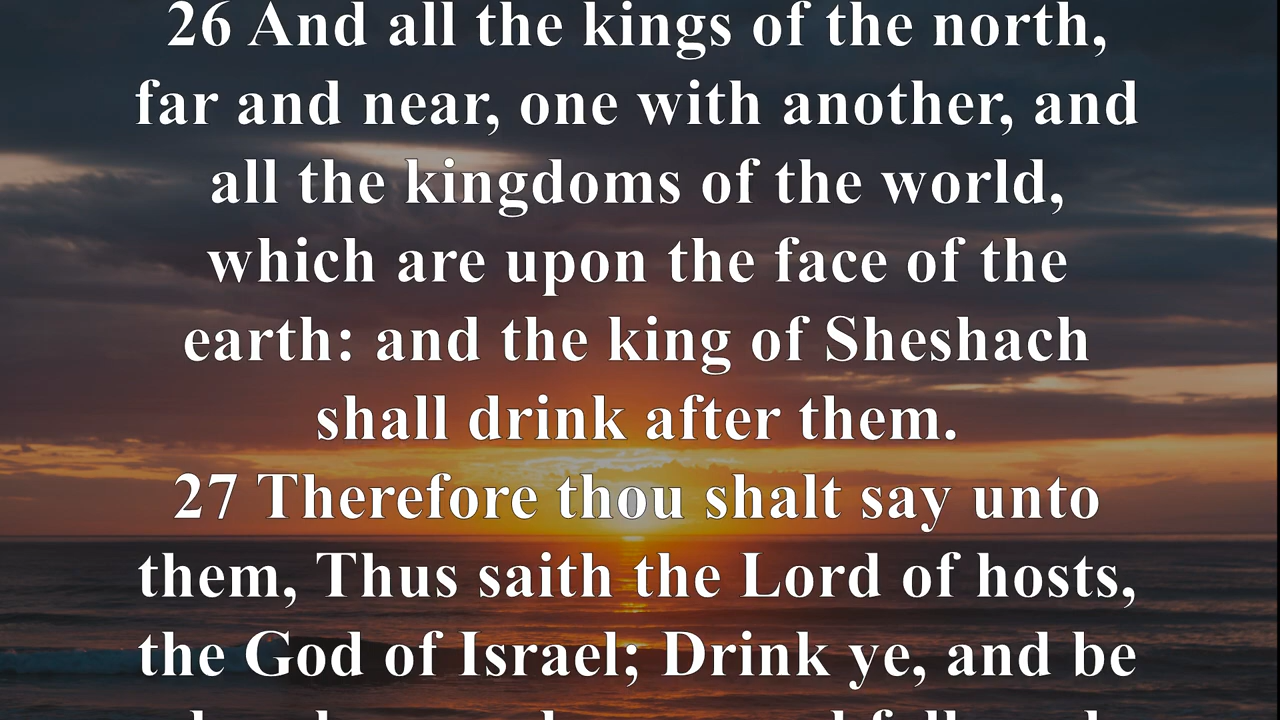 26 And all the kings of the north,
far and near, one with another, and
all the kingdoms of the world,
which are upon the face of the
earth: and the king of Sheshach
shall drink after them.
27 Therefore thou shalt say unto
them, Thus saith the Lord of hosts,
the God of Israel; Drink ye, and be